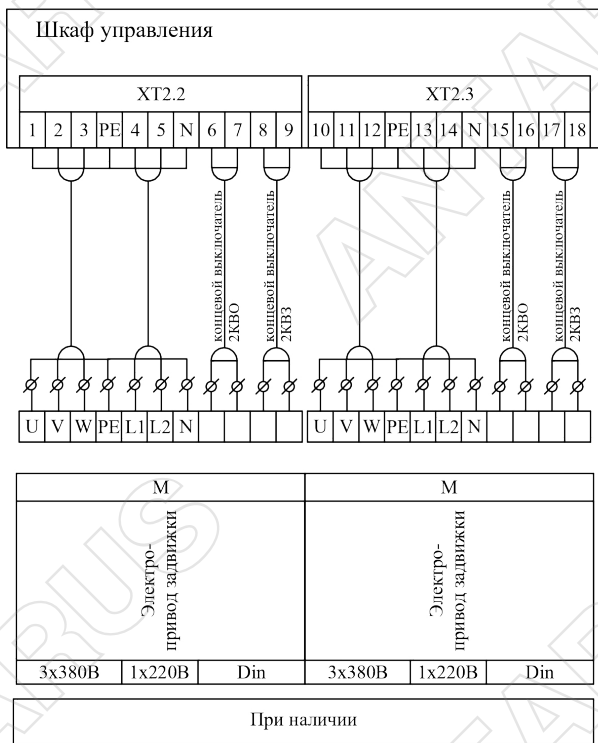 Шкаф управления
XT2.2 XT2.3
1 2 3 PE 4 5 N 6 7 8 9 10 11 12 PE 13 14 N 15 16 17 18
концевой выключатель
2КВО
концевой выключатель
2КВЗ
концевой выключатель
2КВО
концевой выключатель
2КВЗ
U V W PE L1 L2 N U V W PE L1 L2 N
M M
Электро-
привод задвижки
Электро-
привод задвижки
3x380В 1x220В Din 3x380В 1x220В Din
При наличии
ANTARUS